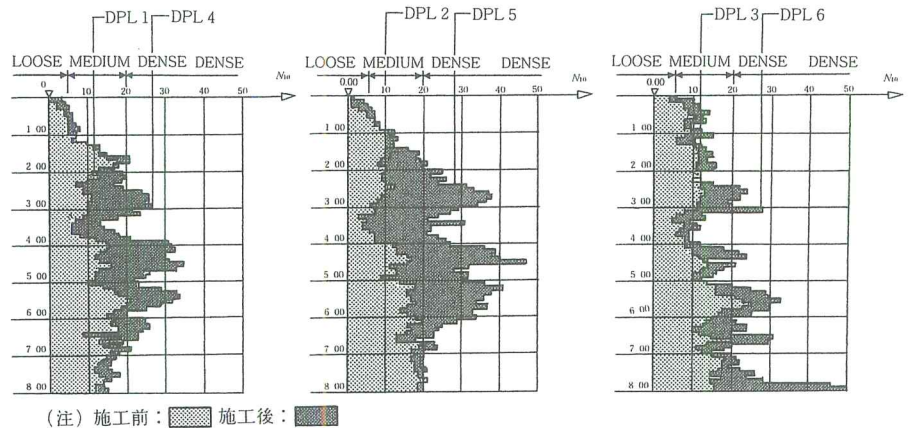 DPL 1 DPL 4
LOOSE MEDIUM DENSE DENSE
0 10 20 30 40 50 N₁₀
1 00
2 00
3 00
4 00
5 00
6 00
7 00
8 00
DPL 2 DPL 5
LOOSE MEDIUM DENSE DENSE
0.00 10 20 30 40 50 N₁₀
1 00
2 00
3 00
4 00
5 00
6 00
7 00
8 00
DPL 3 DPL 6
LOOSE MEDIUM DENSE DENSE
0.00 10 20 30 40 50 N₁₀
1 00
2 00
3 00
4 00
5 00
6 00
7 00
8 00
(注) 施工前: 施工後: